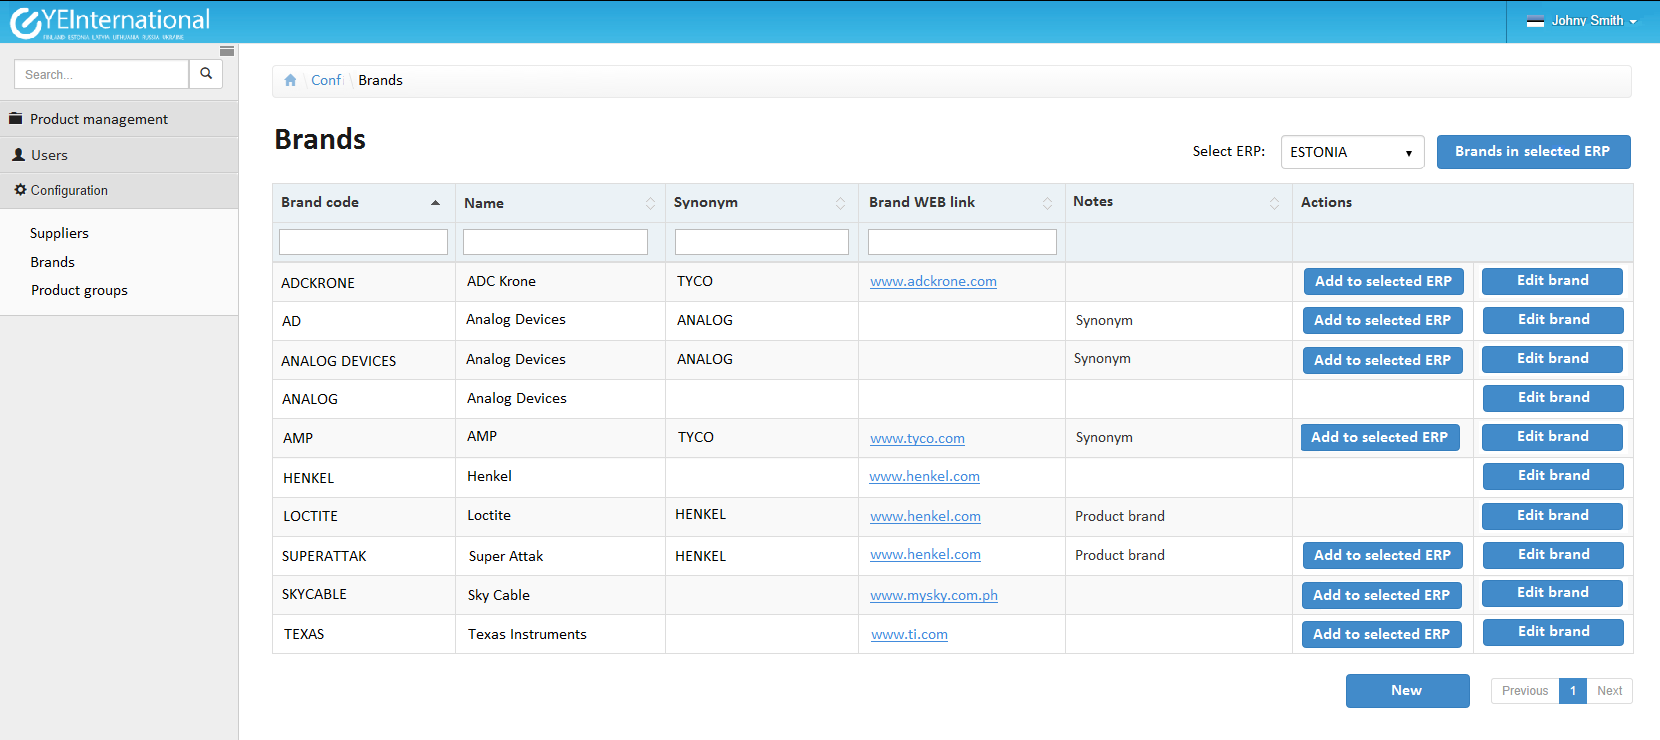 YEInternational
FINLAND ESTONIA LATVIA LITHUANIA RUSSIA UKRAINE
Johny Smith
Search...
Product management
Users
Configuration
Suppliers
Brands
Product groups
Conf Brands
Brands
Select ERP: ESTONIA Brands in selected ERP
Brand code Name Synonym Brand WEB link Notes Actions
ADCKRONE ADC Krone TYCO www.adckrone.com Add to selected ERP Edit brand
AD Analog Devices ANALOG Synonym Add to selected ERP Edit brand
ANALOG DEVICES Analog Devices ANALOG Synonym Add to selected ERP Edit brand
ANALOG Analog Devices Edit brand
AMP AMP TYCO www.tyco.com Synonym Add to selected ERP Edit brand
HENKEL Henkel www.henkel.com Edit brand
LOCTITE Loctite HENKEL www.henkel.com Product brand Edit brand
SUPERATTAK Super Attak HENKEL www.henkel.com Product brand Add to selected ERP Edit brand
SKYCABLE Sky Cable www.mysky.com.ph Add to selected ERP Edit brand
TEXAS Texas Instruments www.ti.com Add to selected ERP Edit brand
New Previous 1 Next